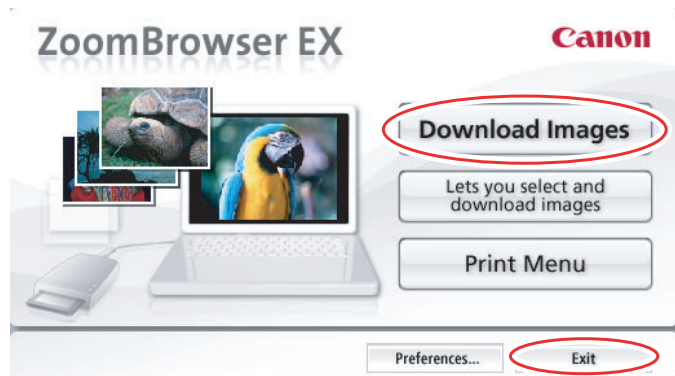 ZoomBrowser EX
Canon
Download Images
Lets you select and
download images
Print Menu
Preferences...
Exit